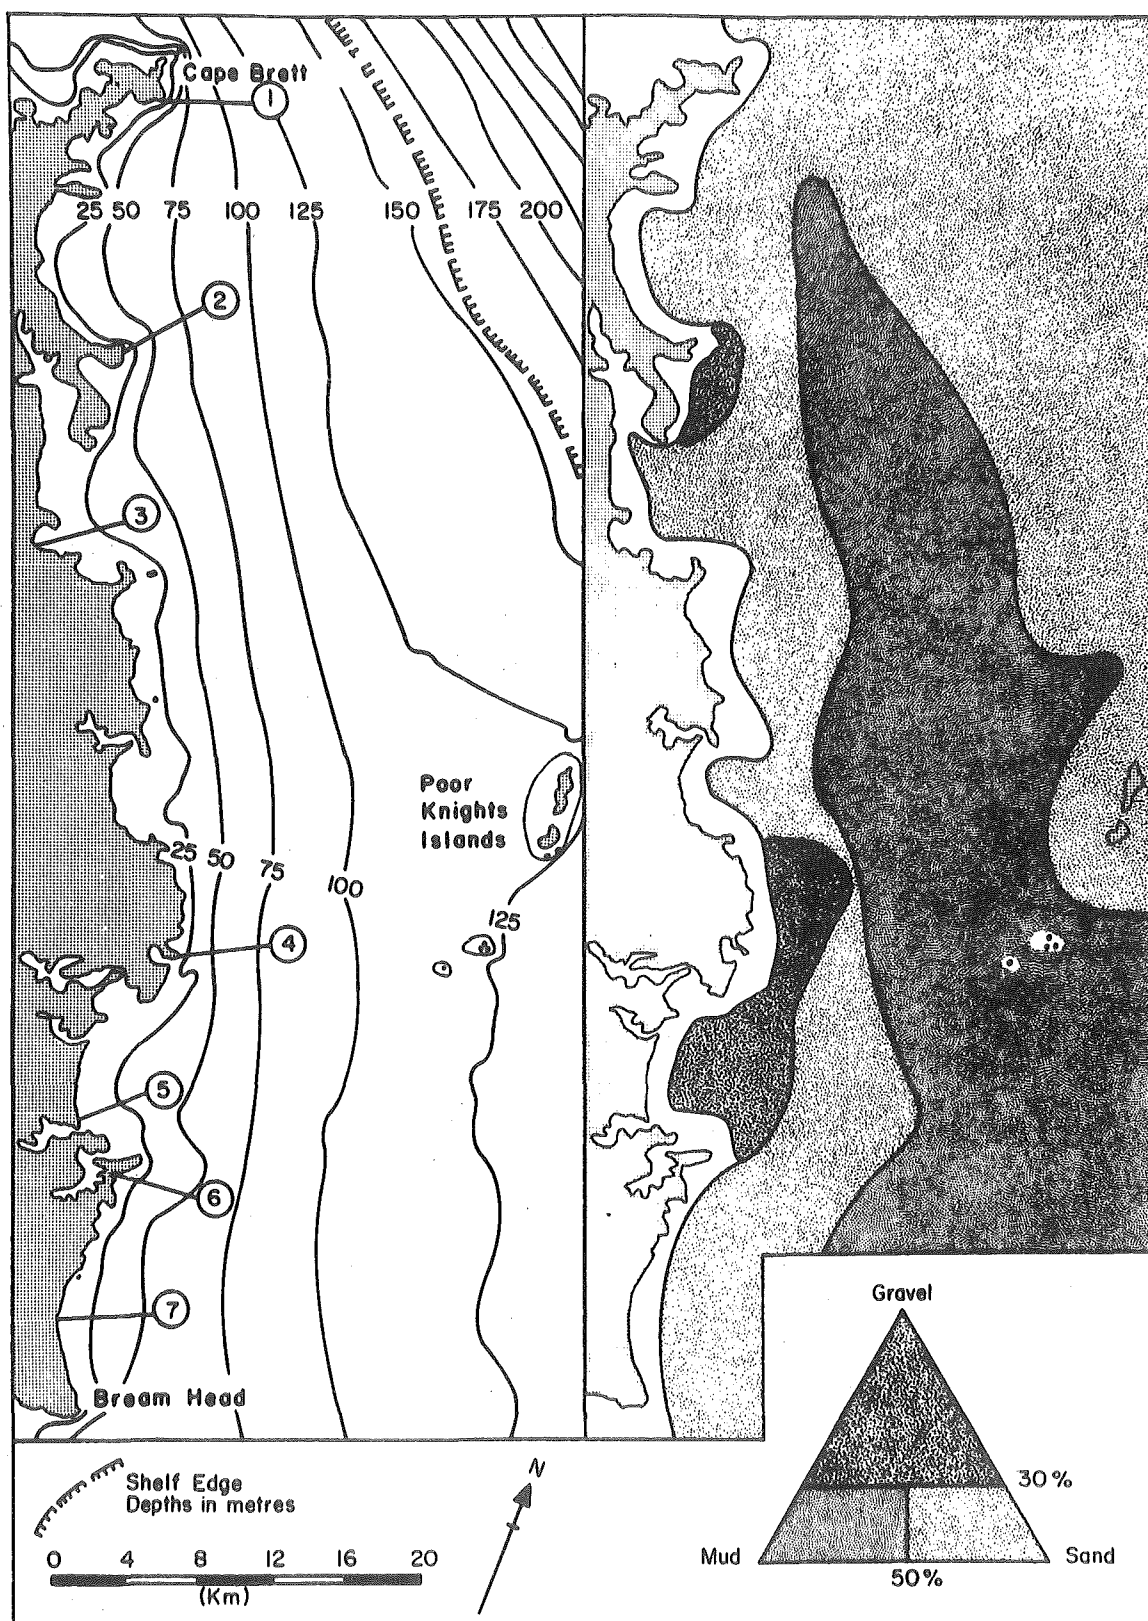 Cape Brett
1
25 50 75 100 125 150 175 200
2
3
Poor
Knights
Islands
25 50 75 100
125
4
5
6
7
Bream Head
Gravel
30%
Mud
Sand
50%
Shelf Edge
Depths in metres
N
0 4 8 12 16 20
(Km)